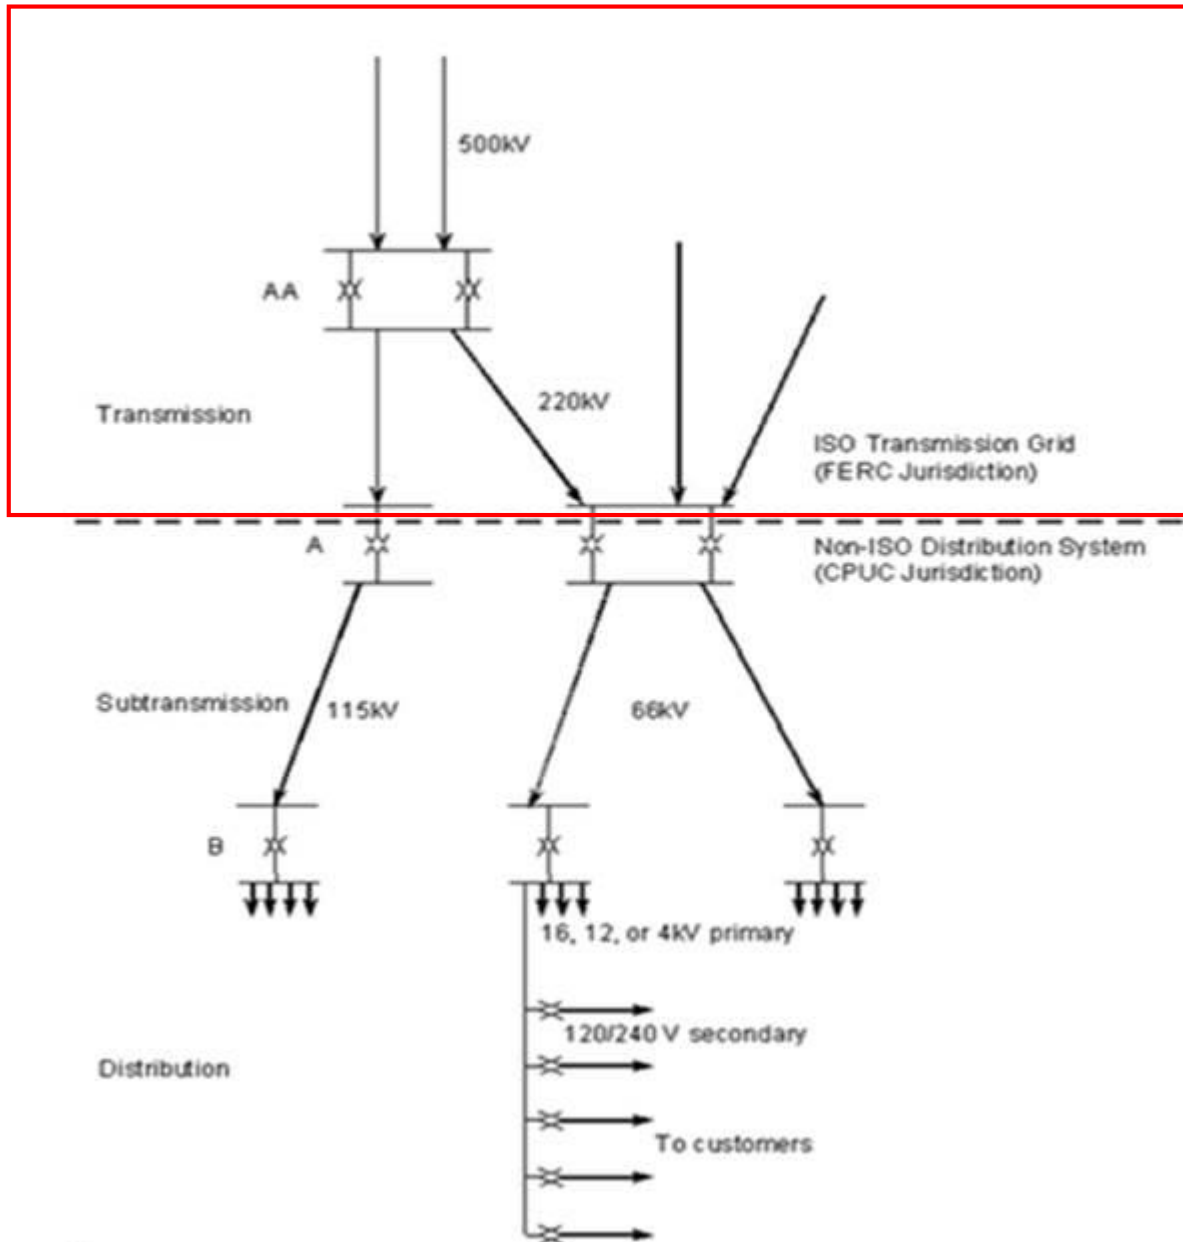 500kV
AA
220kV
Transmission
ISO Transmission Grid
(FERC Jurisdiction)
A
Non-ISO Distribution System
(CPUC Jurisdiction)
Subtransmission
115kV
66kV
B
16, 12, or 4kV primary
120/240 V secondary
Distribution
To customers